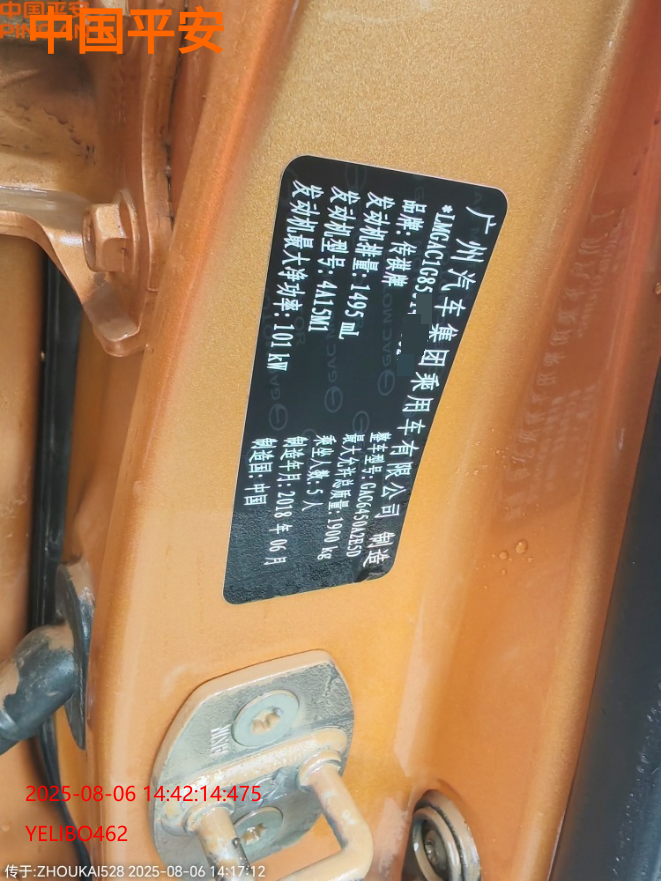 中国平安
中国平安
广州汽车集团乘用车有限公司 制造
*LMGAC1G85
品牌:传祺牌
发动机排量:1495 mL
发动机型号:4A15M1
发动机最大净功率:101 kW
整车型号:GAC6450A2E5D
最大允许总质量:1900 kg
乘坐人数:5 人
制造年月:2018 年 06 月
制造国:中国
2025-08-06 14:42:14:475
YELIBO462
传于:ZHOUKAI528 2025-08-06 14:17:12